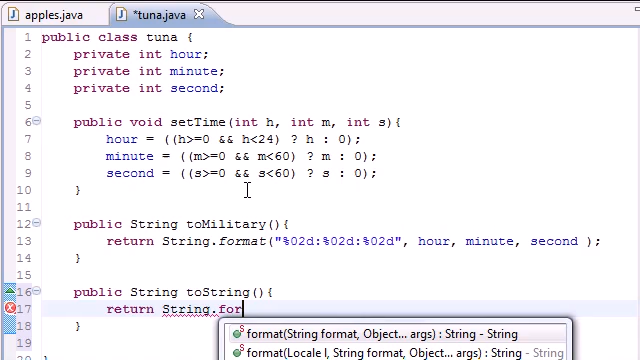 apples.java *tuna.java
1 public class tuna {
2 private int hour;
3 private int minute;
4 private int second;
5
6 public void setTime(int h, int m, int s){
7 hour = ((h>=0 && h<24) ? h : 0);
8 minute = ((m>=0 && m<60) ? m : 0);
9 second = ((s>=0 && s<60) ? s : 0);
10 }
11
12 public String toMilitary(){
13 return String.format("%02d:%02d:%02d", hour, minute, second );
14 }
15
16 public String toString(){
17 return String.for
18 }
19
20 }
format(String format, Object... args) : String - String
format(Locale l, String format, Object... args) : String